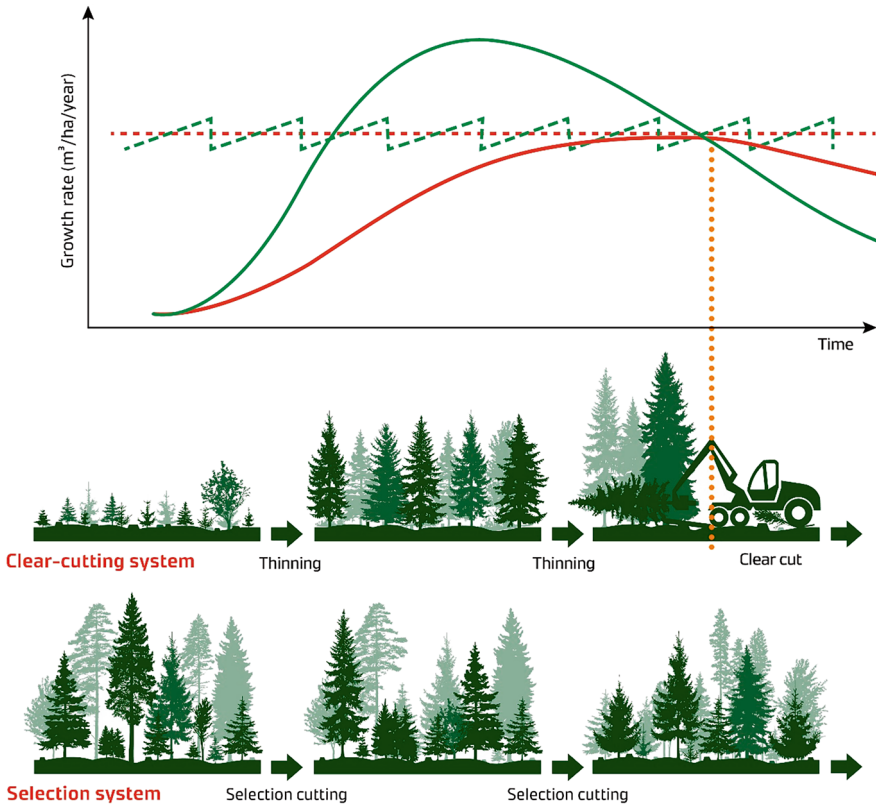 Growth rate (m³/ha/year)
Time
Clear-cutting system
Thinning
Thinning
Clear cut
Selection system
Selection cutting
Selection cutting